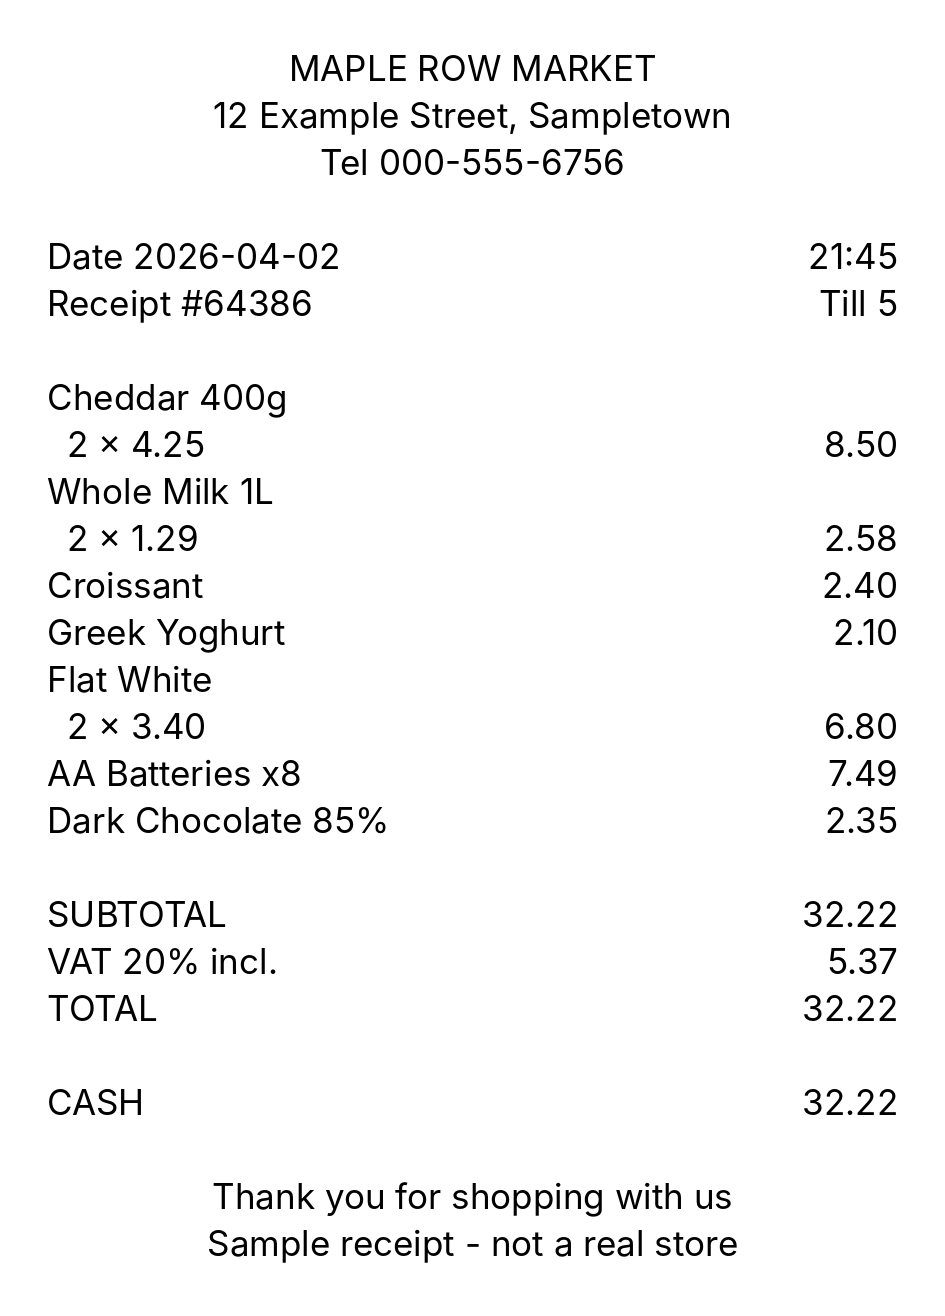 MAPLE ROW MARKET
12 Example Street, Sampletown
Tel 000-555-6756
Date 2026-04-02 21:45
Receipt #64386 Till 5
Cheddar 400g
2 × 4.25 8.50
Whole Milk 1L
2 × 1.29 2.58
Croissant 2.40
Greek Yoghurt 2.10
Flat White
2 × 3.40 6.80
AA Batteries x8 7.49
Dark Chocolate 85% 2.35
SUBTOTAL 32.22
VAT 20% incl. 5.37
TOTAL 32.22
CASH 32.22
Thank you for shopping with us
Sample receipt - not a real store